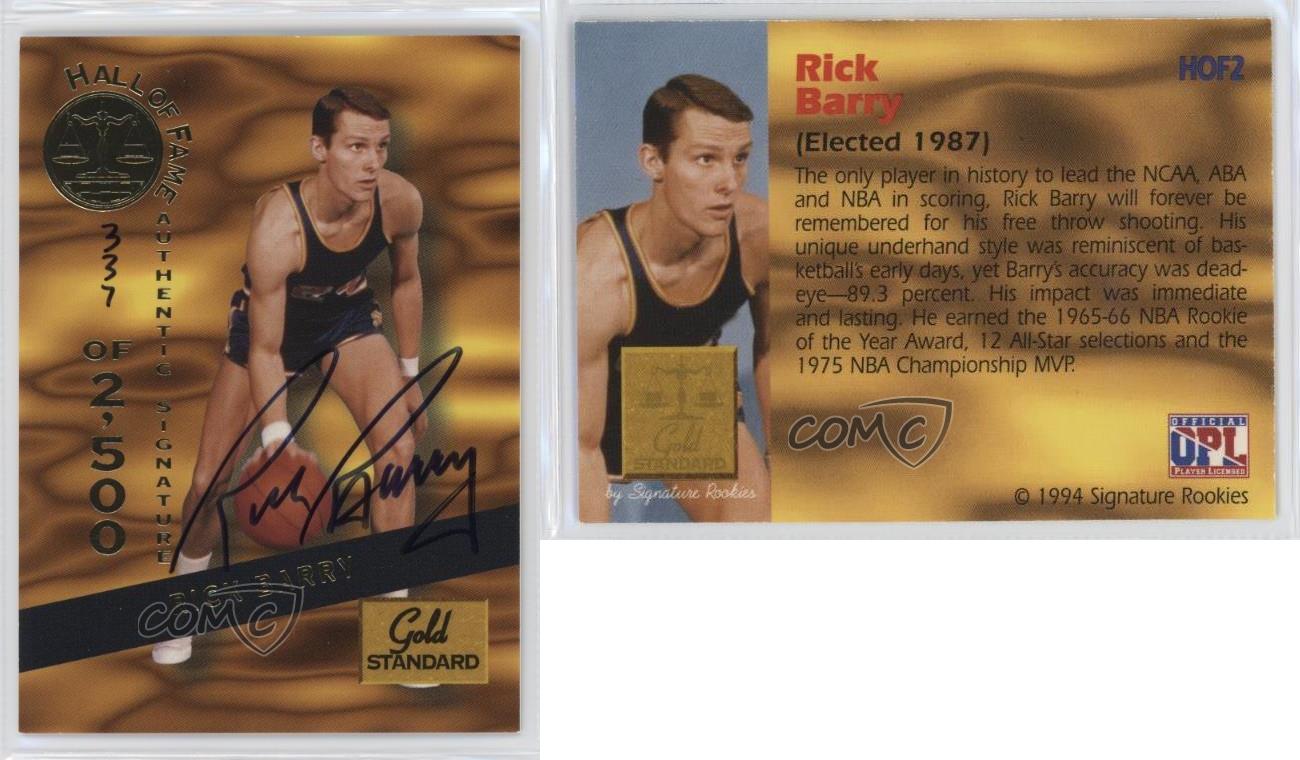 HALL OF FAME
AUTHENTIC SIGNATURE
337
OF
2,500
Rick Barry
RICK BARRY
COMC
Gold
STANDARD
Rick
Barry
HOF2
(Elected 1987)
The only player in history to lead the NCAA, ABA
and NBA in scoring, Rick Barry will forever be
remembered for his free throw shooting. His
unique underhand style was reminiscent of bas-
ketball's early days, yet Barry's accuracy was dead-
eye—89.3 percent. His impact was immediate
and lasting. He earned the 1965-66 NBA Rookie
of the Year Award, 12 All-Star selections and the
1975 NBA Championship MVP.
Gold
STANDARD
by Signature Rookies
COMC
OFFICIAL
OPL
PLAYER LICENSED
© 1994 Signature Rookies